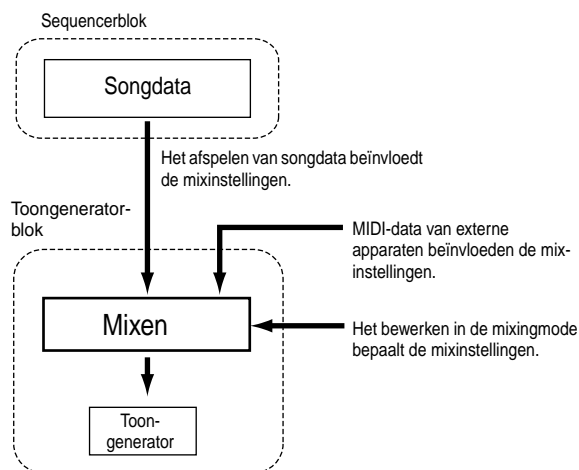 Sequencerblok
Songdata
Het afspelen van songdata beïnvloedt
de mixinstellingen.
Toongenerator-
blok
MIDI-data van externe
apparaten beïnvloeden de mix-
instellingen.
Mixen
Het bewerken in de mixingmode
bepaalt de mixinstellingen.
Toon-
generator